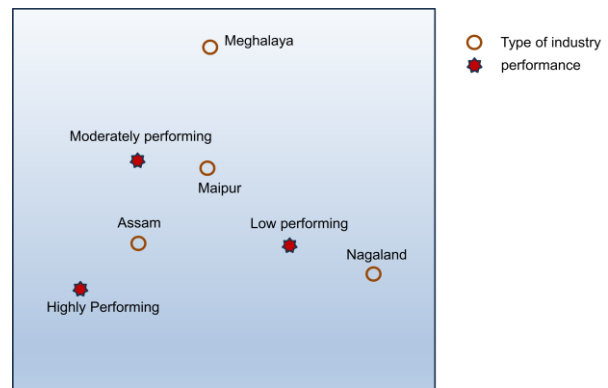 Meghalaya
Type of industry
performance
Moderately performing
Maipur
Assam
Low performing
Nagaland
Highly Performing